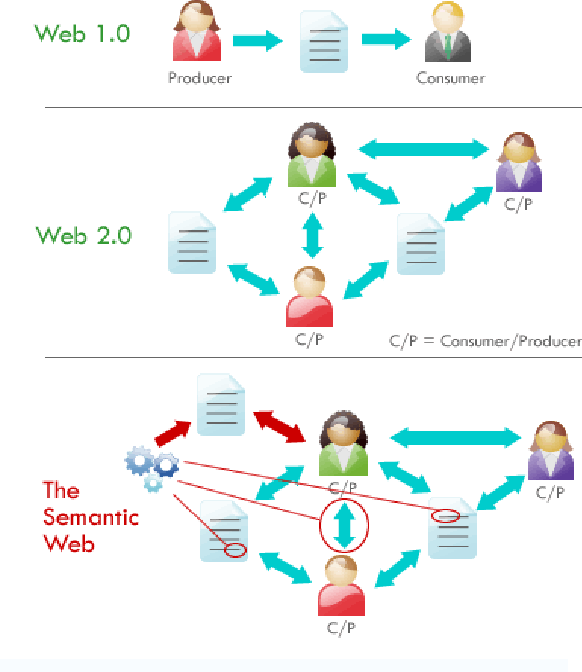 Web 1.0
Producer
Consumer
C/P
C/P
Web 2.0
C/P
C/P = Consumer/Producer
C/P
C/P
The
Semantic
Web
C/P